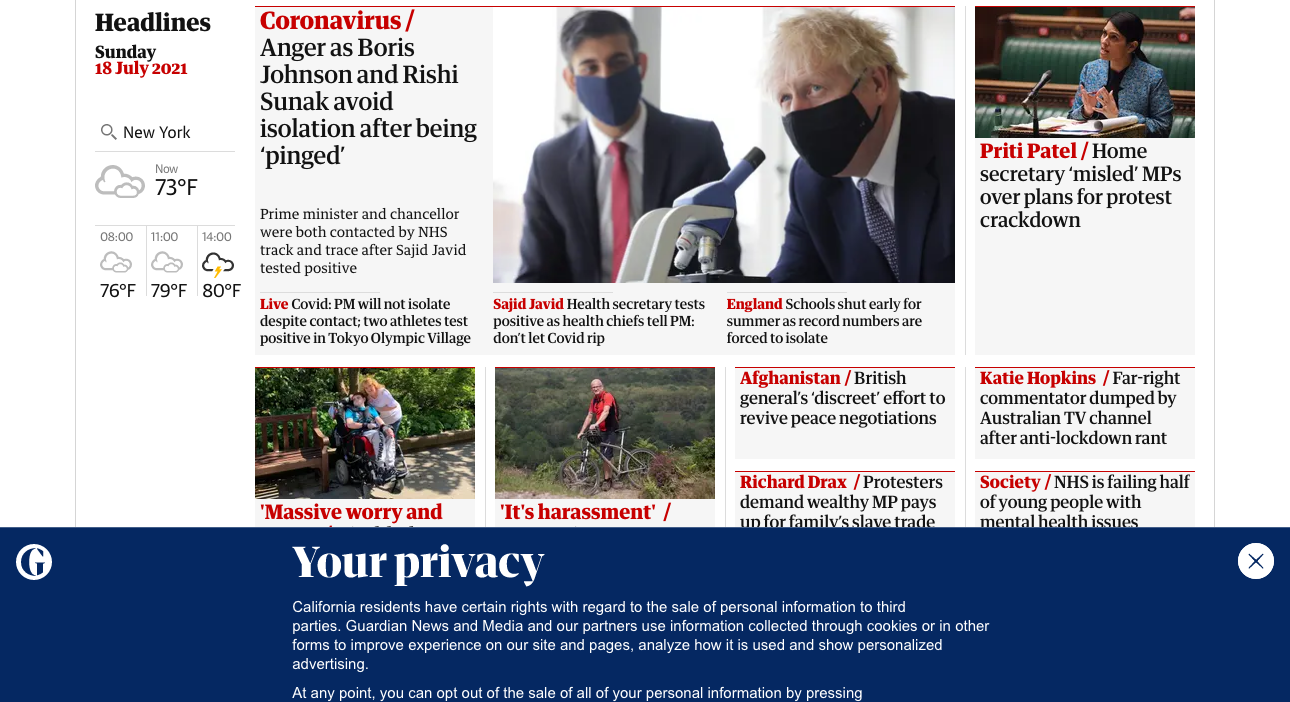 Headlines
Sunday
18 July 2021
New York
Now
73°F
08:00
11:00
14:00
76°F
79°F
80°F
Coronavirus /
Anger as Boris
Johnson and Rishi
Sunak avoid
isolation after being
‘pinged’
Prime minister and chancellor
were both contacted by NHS
track and trace after Sajid Javid
tested positive
Live Covid: PM will not isolate
despite contact; two athletes test
positive in Tokyo Olympic Village
Sajid Javid Health secretary tests
positive as health chiefs tell PM:
don’t let Covid rip
England Schools shut early for
summer as record numbers are
forced to isolate
Priti Patel / Home
secretary ‘misled’ MPs
over plans for protest
crackdown
'Massive worry and
'It's harassment' /
Afghanistan / British
general’s ‘discreet’ effort to
revive peace negotiations
Richard Drax / Protesters
demand wealthy MP pays
up for family’s slave trade
Katie Hopkins / Far-right
commentator dumped by
Australian TV channel
after anti-lockdown rant
Society / NHS is failing half
of young people with
mental health issues
G
Your privacy
California residents have certain rights with regard to the sale of personal information to third
parties. Guardian News and Media and our partners use information collected through cookies or in other
forms to improve experience on our site and pages, analyze how it is used and show personalized
advertising.
At any point, you can opt out of the sale of all of your personal information by pressing